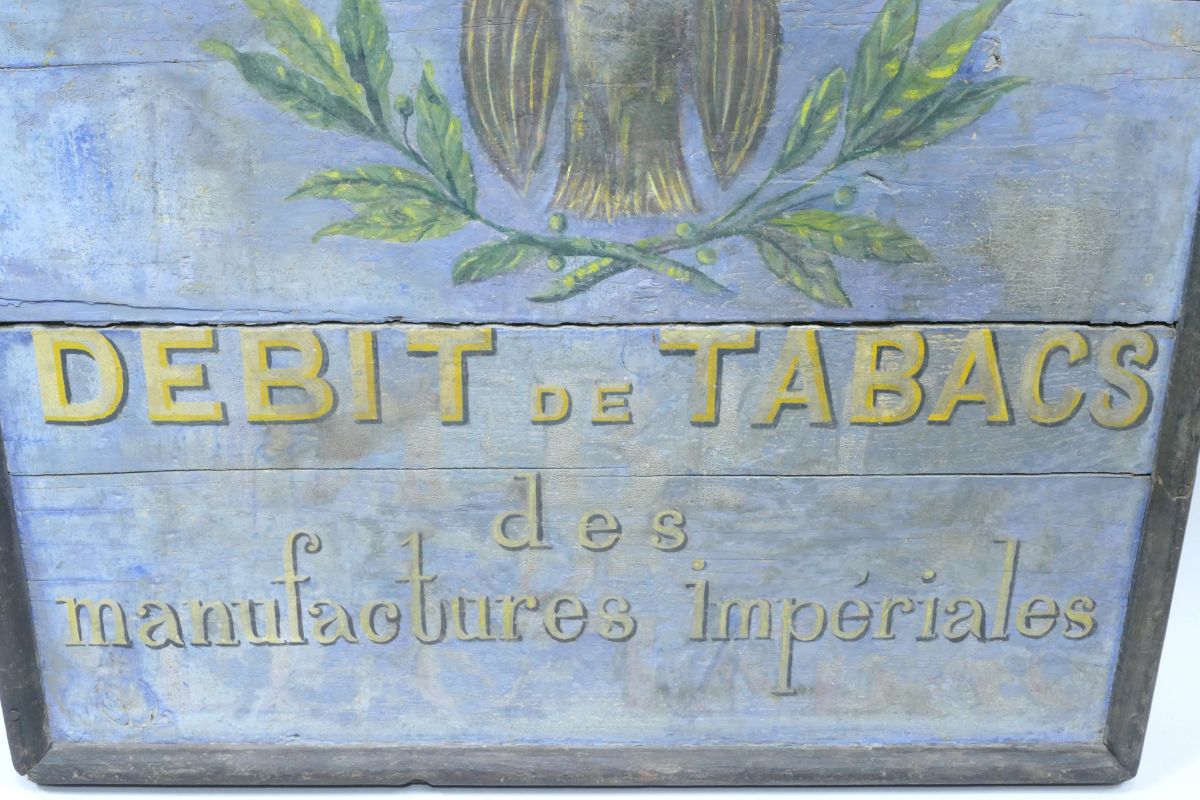 DEBIT DE TABACS
des
manufactures impériales